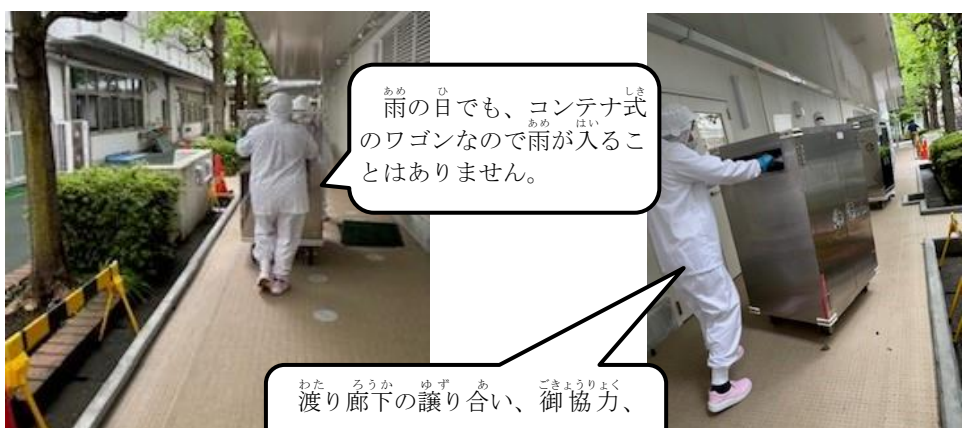 雨の日でも、コンテナ式
のワゴンなので雨が入るこ
とはありません。
渡り廊下の譲り合い、御協力、